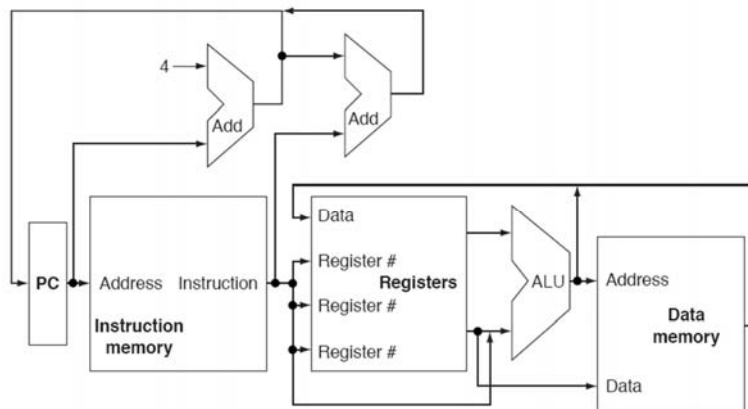 4
Add
Add
Data
PC
Address Instruction
Instruction
memory
Register #
Registers
Register #
Register #
ALU
Address
Data
memory
Data